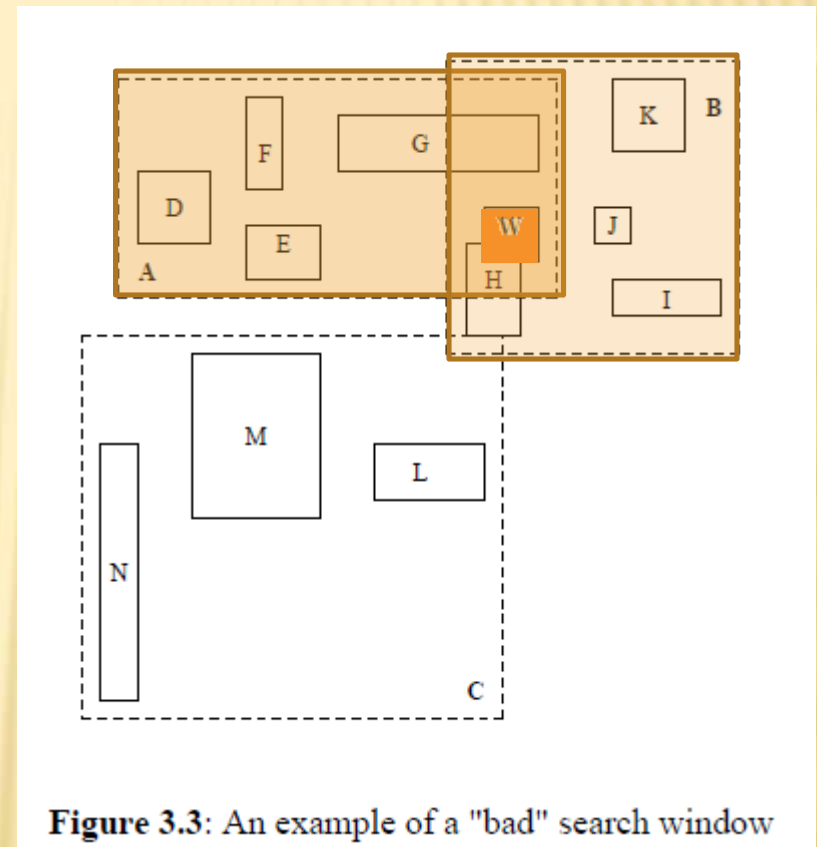 K B
F G
D W J
E
A H I
M
L
N
C
Figure 3.3: An example of a "bad" search window